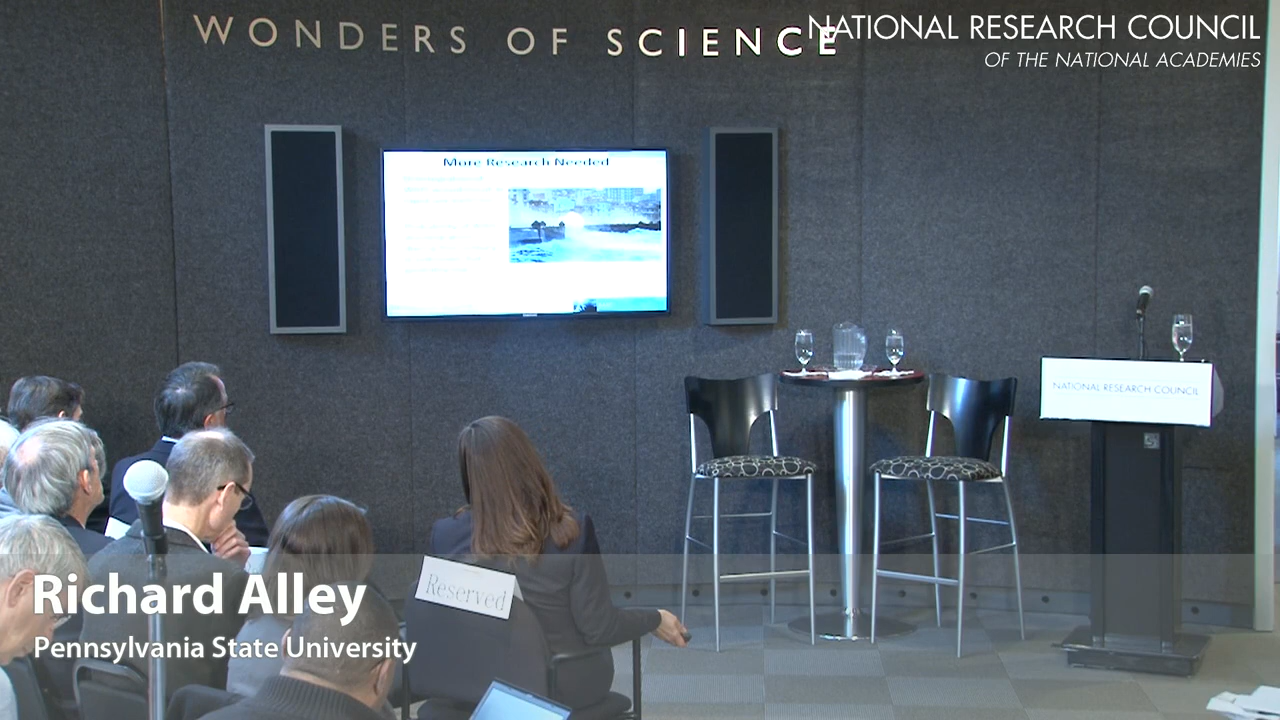 WONDERS OF SCIENCE
NATIONAL RESEARCH COUNCIL
OF THE NATIONAL ACADEMIES
More Research Needed
NATIONAL RESEARCH COUNCIL
Reserved
Richard Alley
Pennsylvania State University